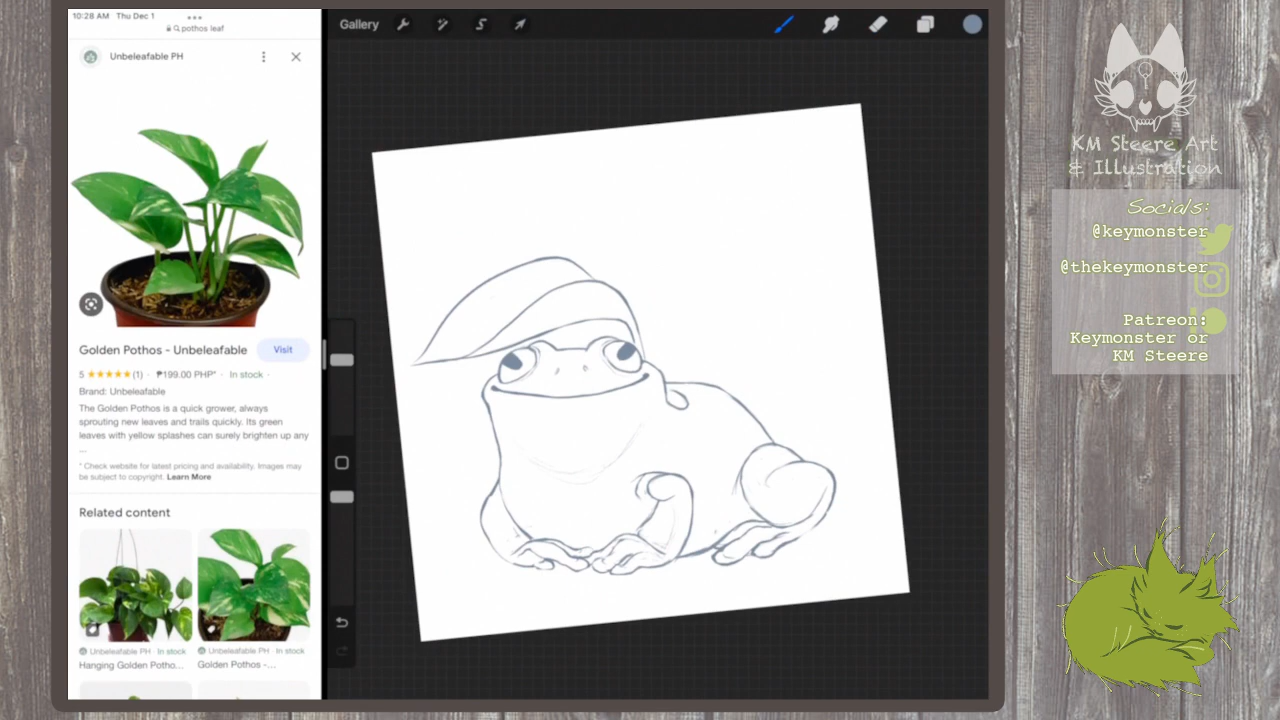 10:28 AM Thu Dec 1
pothos leaf
Unbeleafable PH
Golden Pothos - Unbeleafable
Visit
5 ★★★★★ (1) · ₱199.00 PHP* · In stock ·
Brand: Unbeleafable
The Golden Pothos is a quick grower, always
sprouting new leaves and trails quickly. Its green
leaves with yellow splashes can surely brighten up any
...
* Check website for latest pricing and availability. Images may
be subject to copyright. Learn More
Related content
Unbeleafable PH · In stock
Hanging Golden Potho...
Unbeleafable PH · In stock
Golden Pothos -...
Gallery
KM Steere Art
& Illustration
Socials:
@keymonster
@thekeymonster
Patreon:
Keymonster or
KM Steere